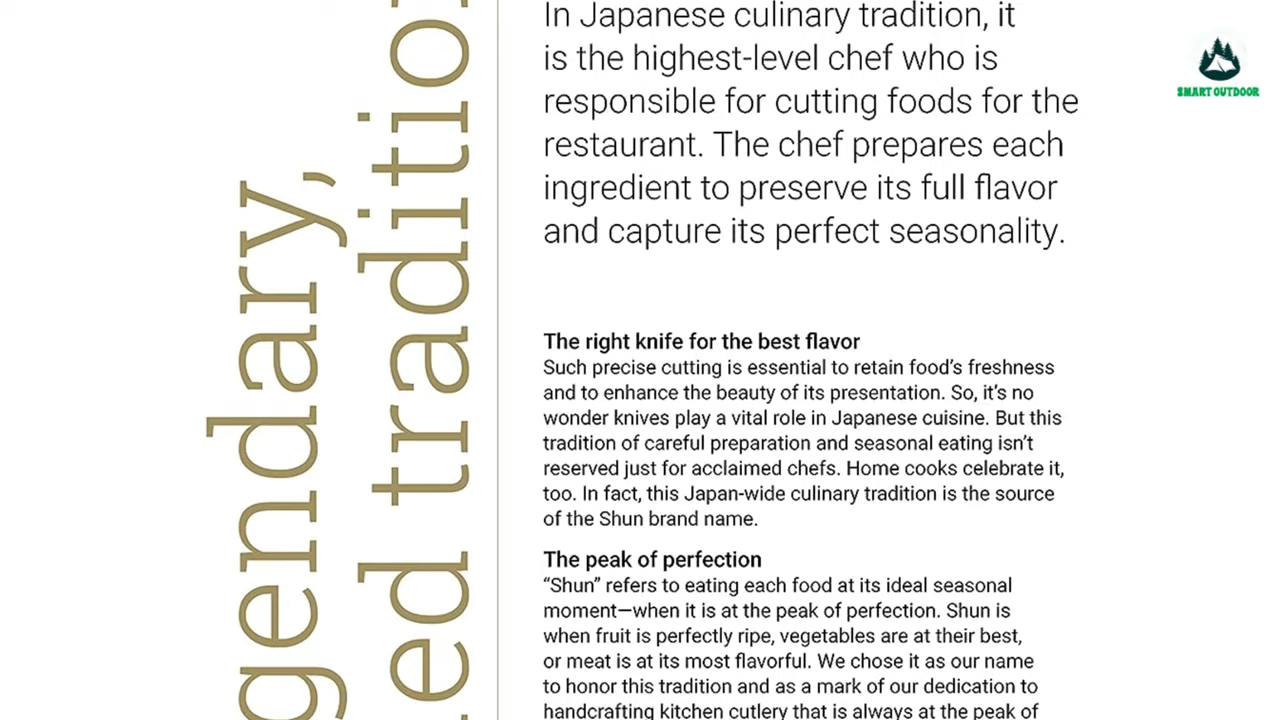 gendary,
ed traditio
In Japanese culinary tradition, it
is the highest-level chef who is
responsible for cutting foods for the
restaurant. The chef prepares each
ingredient to preserve its full flavor
and capture its perfect seasonality.
The right knife for the best flavor
Such precise cutting is essential to retain food’s freshness
and to enhance the beauty of its presentation. So, it’s no
wonder knives play a vital role in Japanese cuisine. But this
tradition of careful preparation and seasonal eating isn’t
reserved just for acclaimed chefs. Home cooks celebrate it,
too. In fact, this Japan-wide culinary tradition is the source
of the Shun brand name.
The peak of perfection
“Shun” refers to eating each food at its ideal seasonal
moment—when it is at the peak of perfection. Shun is
when fruit is perfectly ripe, vegetables are at their best,
or meat is at its most flavorful. We chose it as our name
to honor this tradition and as a mark of our dedication to
handcrafting kitchen cutlery that is always at the peak of
SMART OUTDOOR